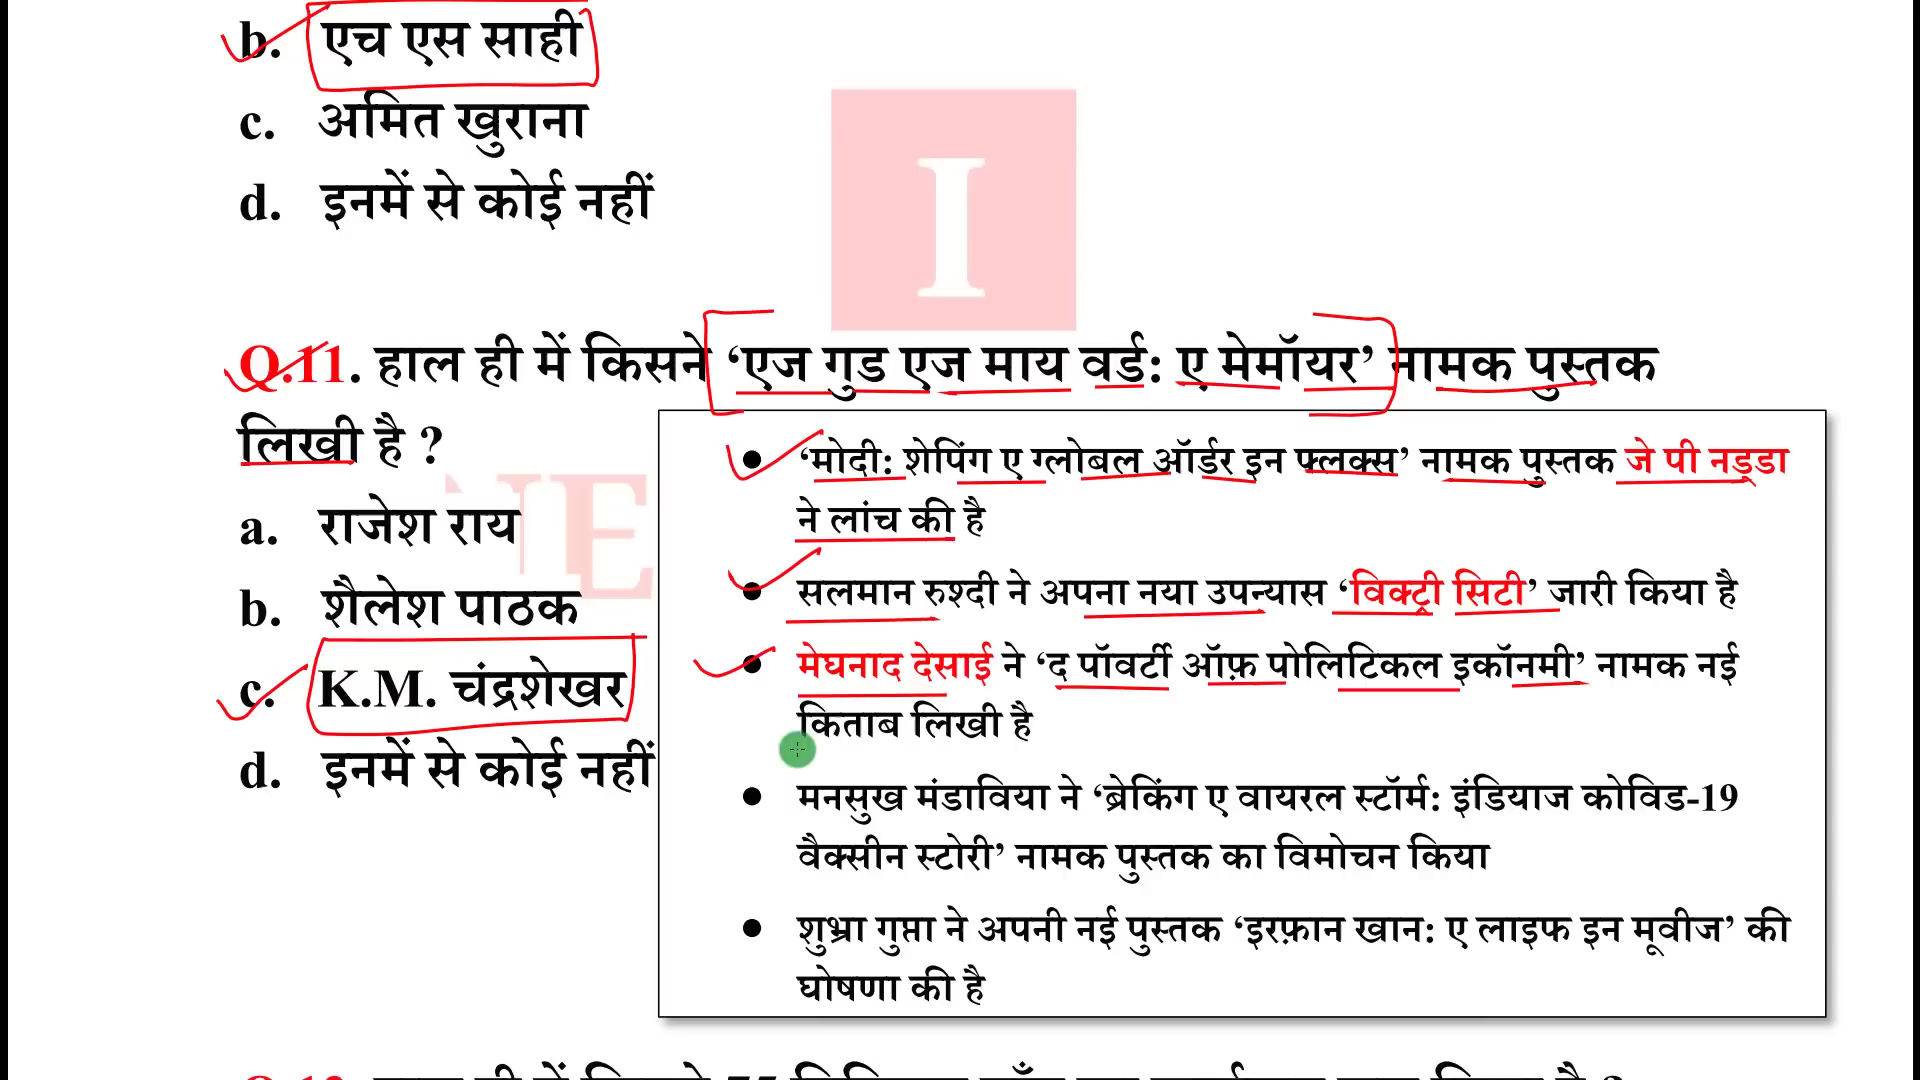 b. एच एस साही
c. अमित खुराना
d. इनमें से कोई नहीं
I
Q.11. हाल ही में किसने ‘एज गुड एज माय वर्ड: ए मेमॉयर’ नामक पुस्तक
लिखी है ?
NE
a. राजेश राय
b. शैलेश पाठक
c. K.M. चंद्रशेखर
d. इनमें से कोई नहीं
● ‘मोदी: शेपिंग ए ग्लोबल ऑर्डर इन फ्लक्स’ नामक पुस्तक जे पी नड्डा
ने लांच की है
● सलमान रुश्दी ने अपना नया उपन्यास ‘विक्ट्री सिटी’ जारी किया है
● मेघनाद देसाई ने ‘द पॉवर्टी ऑफ़ पोलिटिकल इकॉनमी’ नामक नई
किताब लिखी है
● मनसुख मंडाविया ने ‘ब्रेकिंग ए वायरल स्टॉर्म: इंडियाज कोविड-19
वैक्सीन स्टोरी’ नामक पुस्तक का विमोचन किया
● शुभ्रा गुप्ता ने अपनी नई पुस्तक ‘इरफ़ान खान: ए लाइफ इन मूवीज’ की
घोषणा की है